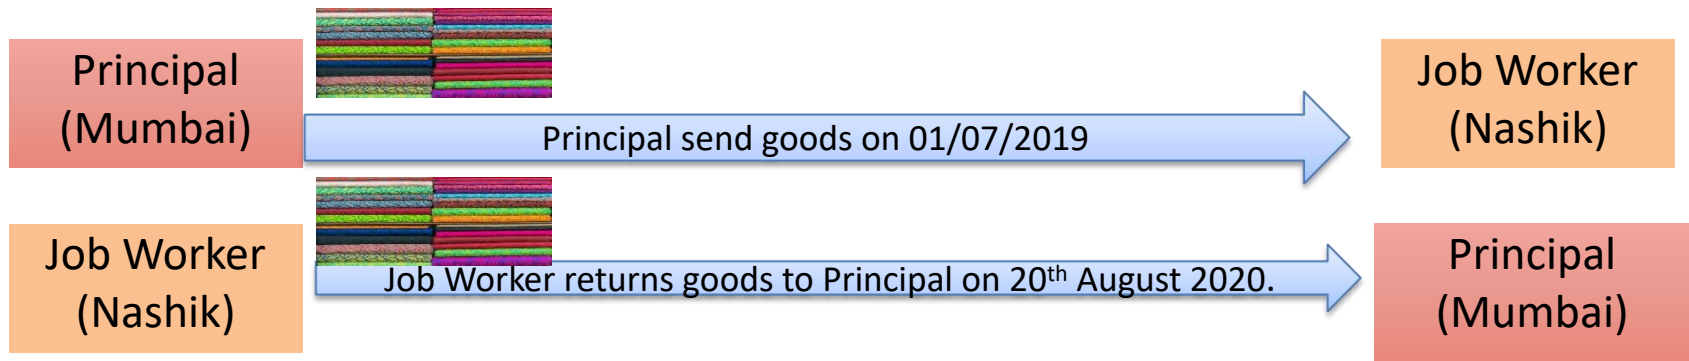 Principal
(Mumbai)
Principal send goods on 01/07/2019
Job Worker
(Nashik)
Job Worker
(Nashik)
Job Worker returns goods to Principal on 20th August 2020.
Principal
(Mumbai)